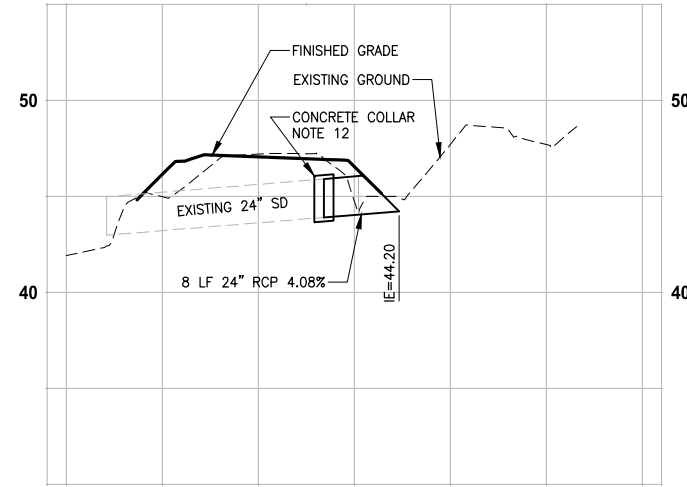 FINISHED GRADE
EXISTING GROUND
50
50
CONCRETE COLLAR
NOTE 12
EXISTING 24" SD
8 LF 24" RCP 4.08%
IE=44.20
40
40